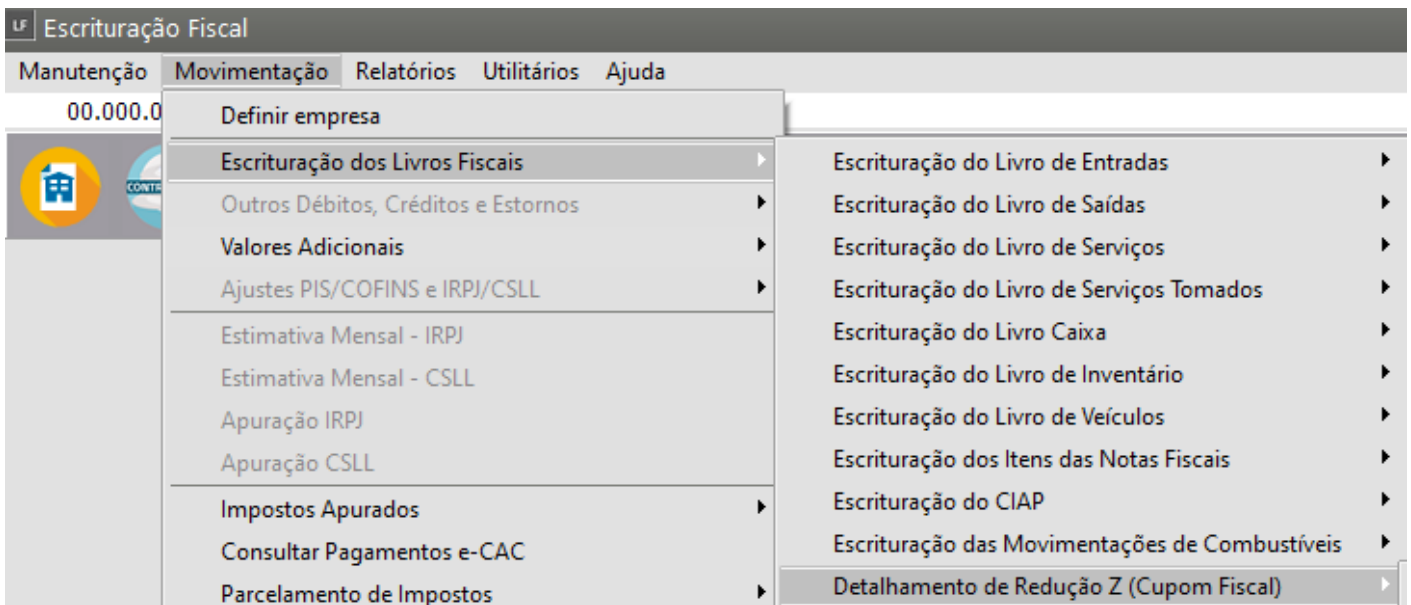 LF Escrituração Fiscal
Manutenção Movimentação Relatórios Utilitários Ajuda
00.000.0
Definir empresa
Escrituração dos Livros Fiscais
Outros Débitos, Créditos e Estornos
Valores Adicionais
Ajustes PIS/COFINS e IRPJ/CSLL
Estimativa Mensal - IRPJ
Estimativa Mensal - CSLL
Apuração IRPJ
Apuração CSLL
Impostos Apurados
Consultar Pagamentos e-CAC
Parcelamento de Impostos
Escrituração do Livro de Entradas
Escrituração do Livro de Saídas
Escrituração do Livro de Serviços
Escrituração do Livro de Serviços Tomados
Escrituração do Livro Caixa
Escrituração do Livro de Inventário
Escrituração do Livro de Veículos
Escrituração dos Itens das Notas Fiscais
Escrituração do CIAP
Escrituração das Movimentações de Combustíveis
Detalhamento de Redução Z (Cupom Fiscal)